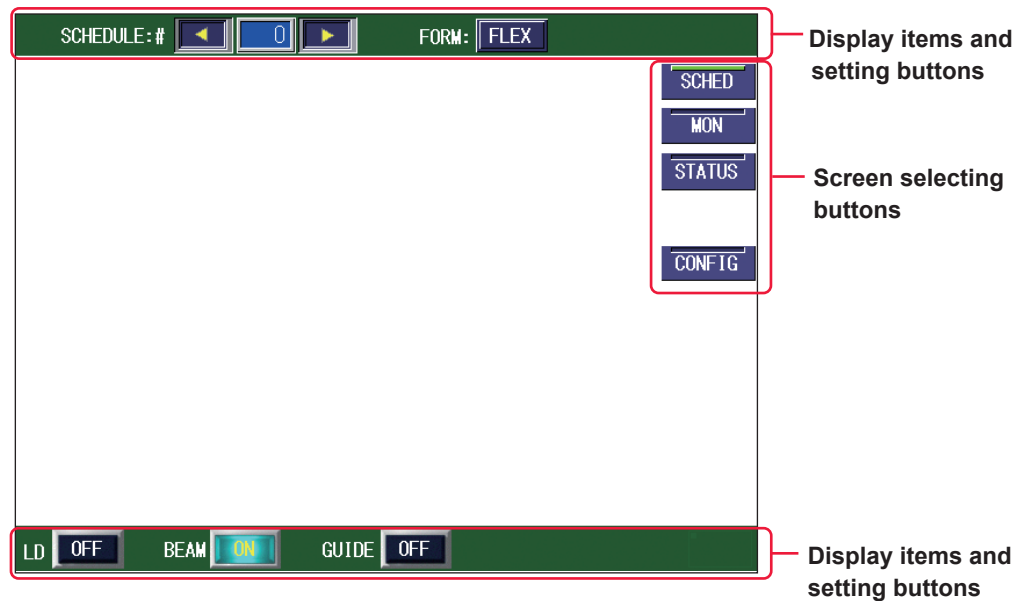 SCHEDULE:# 0 FORM: FLEX
Display items and
setting buttons
SCHED
MON
STATUS
CONFIG
Screen selecting
buttons
LD OFF BEAM ON GUIDE OFF
Display items and
setting buttons